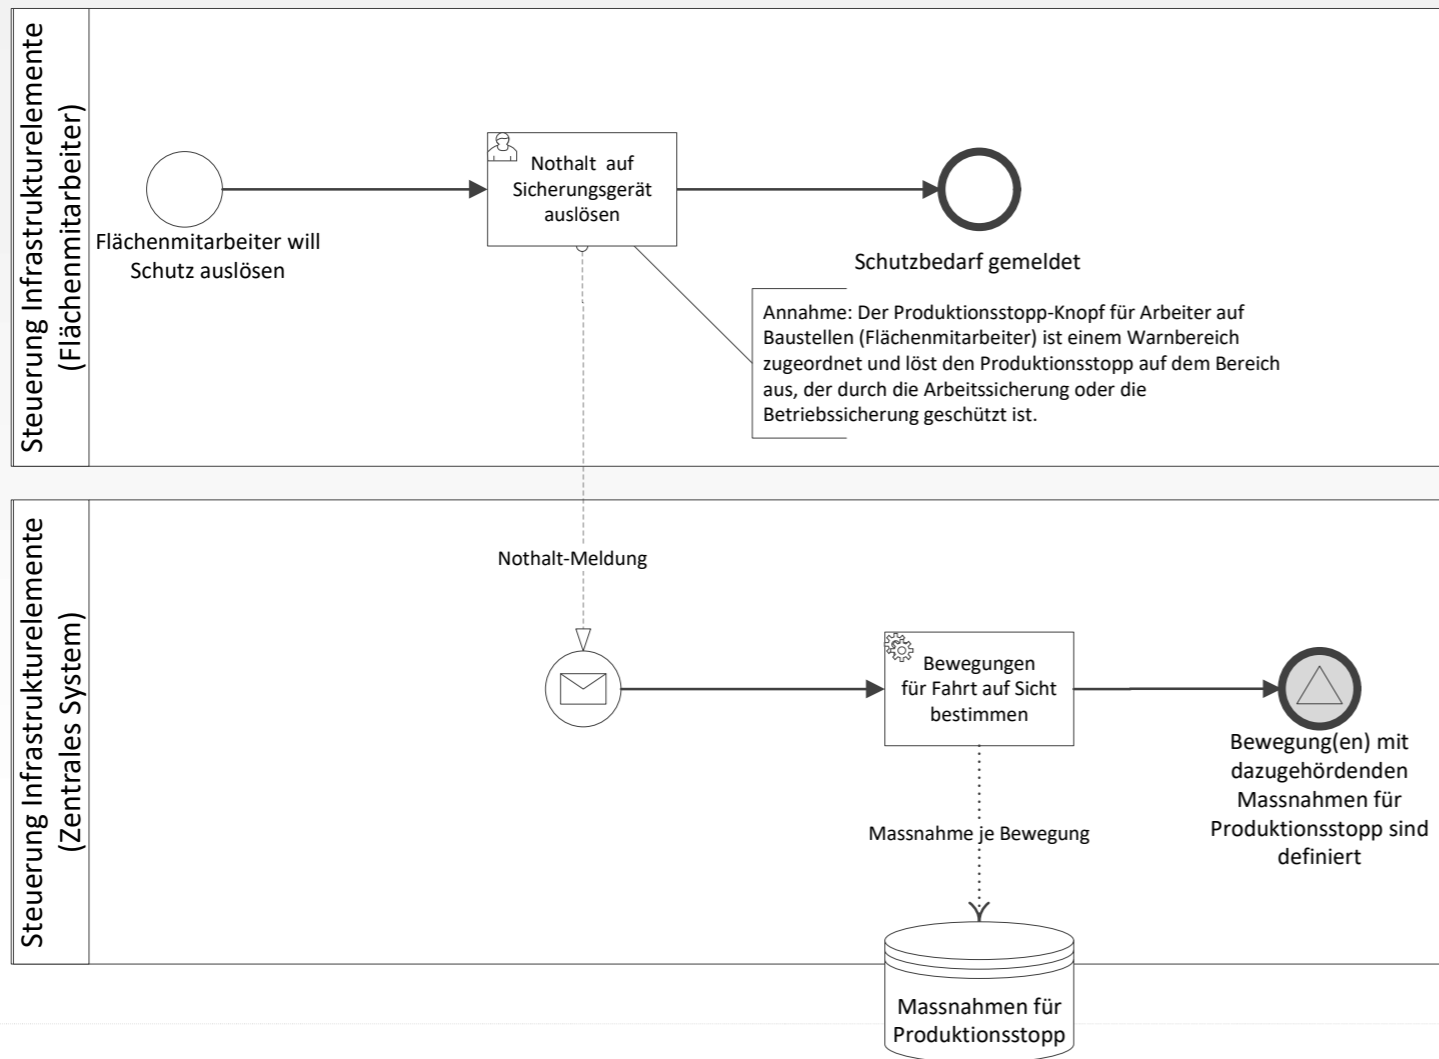 Steuerung Infrastrukturelemente
(Flächenmitarbeiter)
Flächenmitarbeiter will
Schutz auslösen
Nothalt auf
Sicherungsgerät
auslösen
Schutzbedarf gemeldet
Annahme: Der Produktionsstopp-Knopf für Arbeiter auf
Baustellen (Flächenmitarbeiter) ist einem Warnbereich
zugeordnet und löst den Produktionsstopp auf dem Bereich
aus, der durch die Arbeitssicherung oder die
Betriebssicherung geschützt ist.
Steuerung Infrastrukturelemente
(Zentrales System)
Nothalt-Meldung
Bewegungen
für Fahrt auf Sicht
bestimmen
Bewegung(en) mit
dazugehördenden
Massnahmen für
Produktionsstopp sind
definiert
Massnahme je Bewegung
Massnahmen für
Produktionsstopp